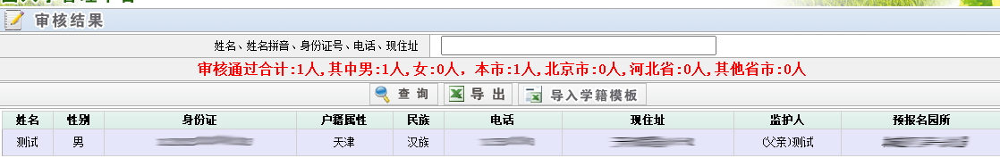 审核结果
姓名、姓名拼音、身份证号、电话、现住址
审核通过合计:1人,其中男:1人,女:0人，本市:1人,北京市:0人,河北省:0人,其他省市:0人
查 询 导 出 导入学籍模板
姓名 性别 身份证 户籍属性 民族 电话 现住址 监护人 预报名园所
测试 男 天津 汉族 (父亲)测试